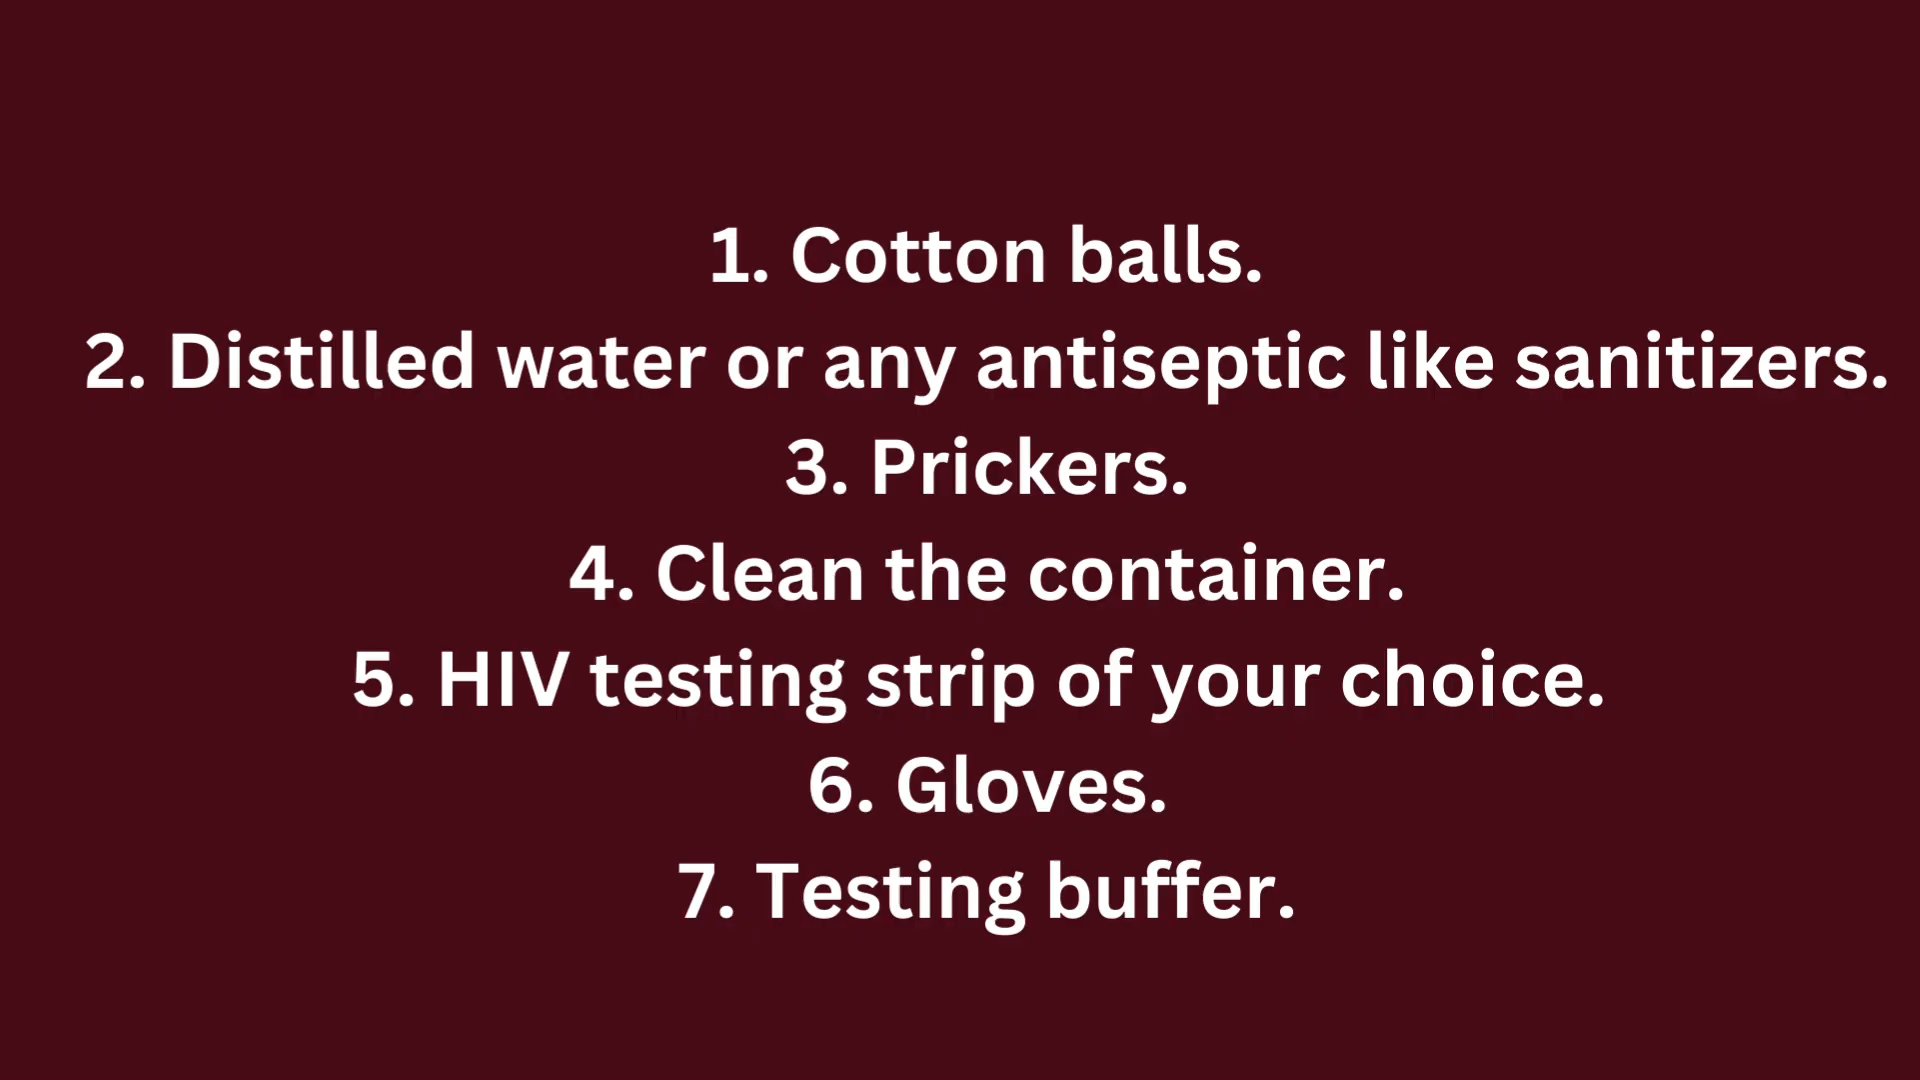 1. Cotton balls.
2. Distilled water or any antiseptic like sanitizers.
3. Prickers.
4. Clean the container.
5. HIV testing strip of your choice.
6. Gloves.
7. Testing buffer.